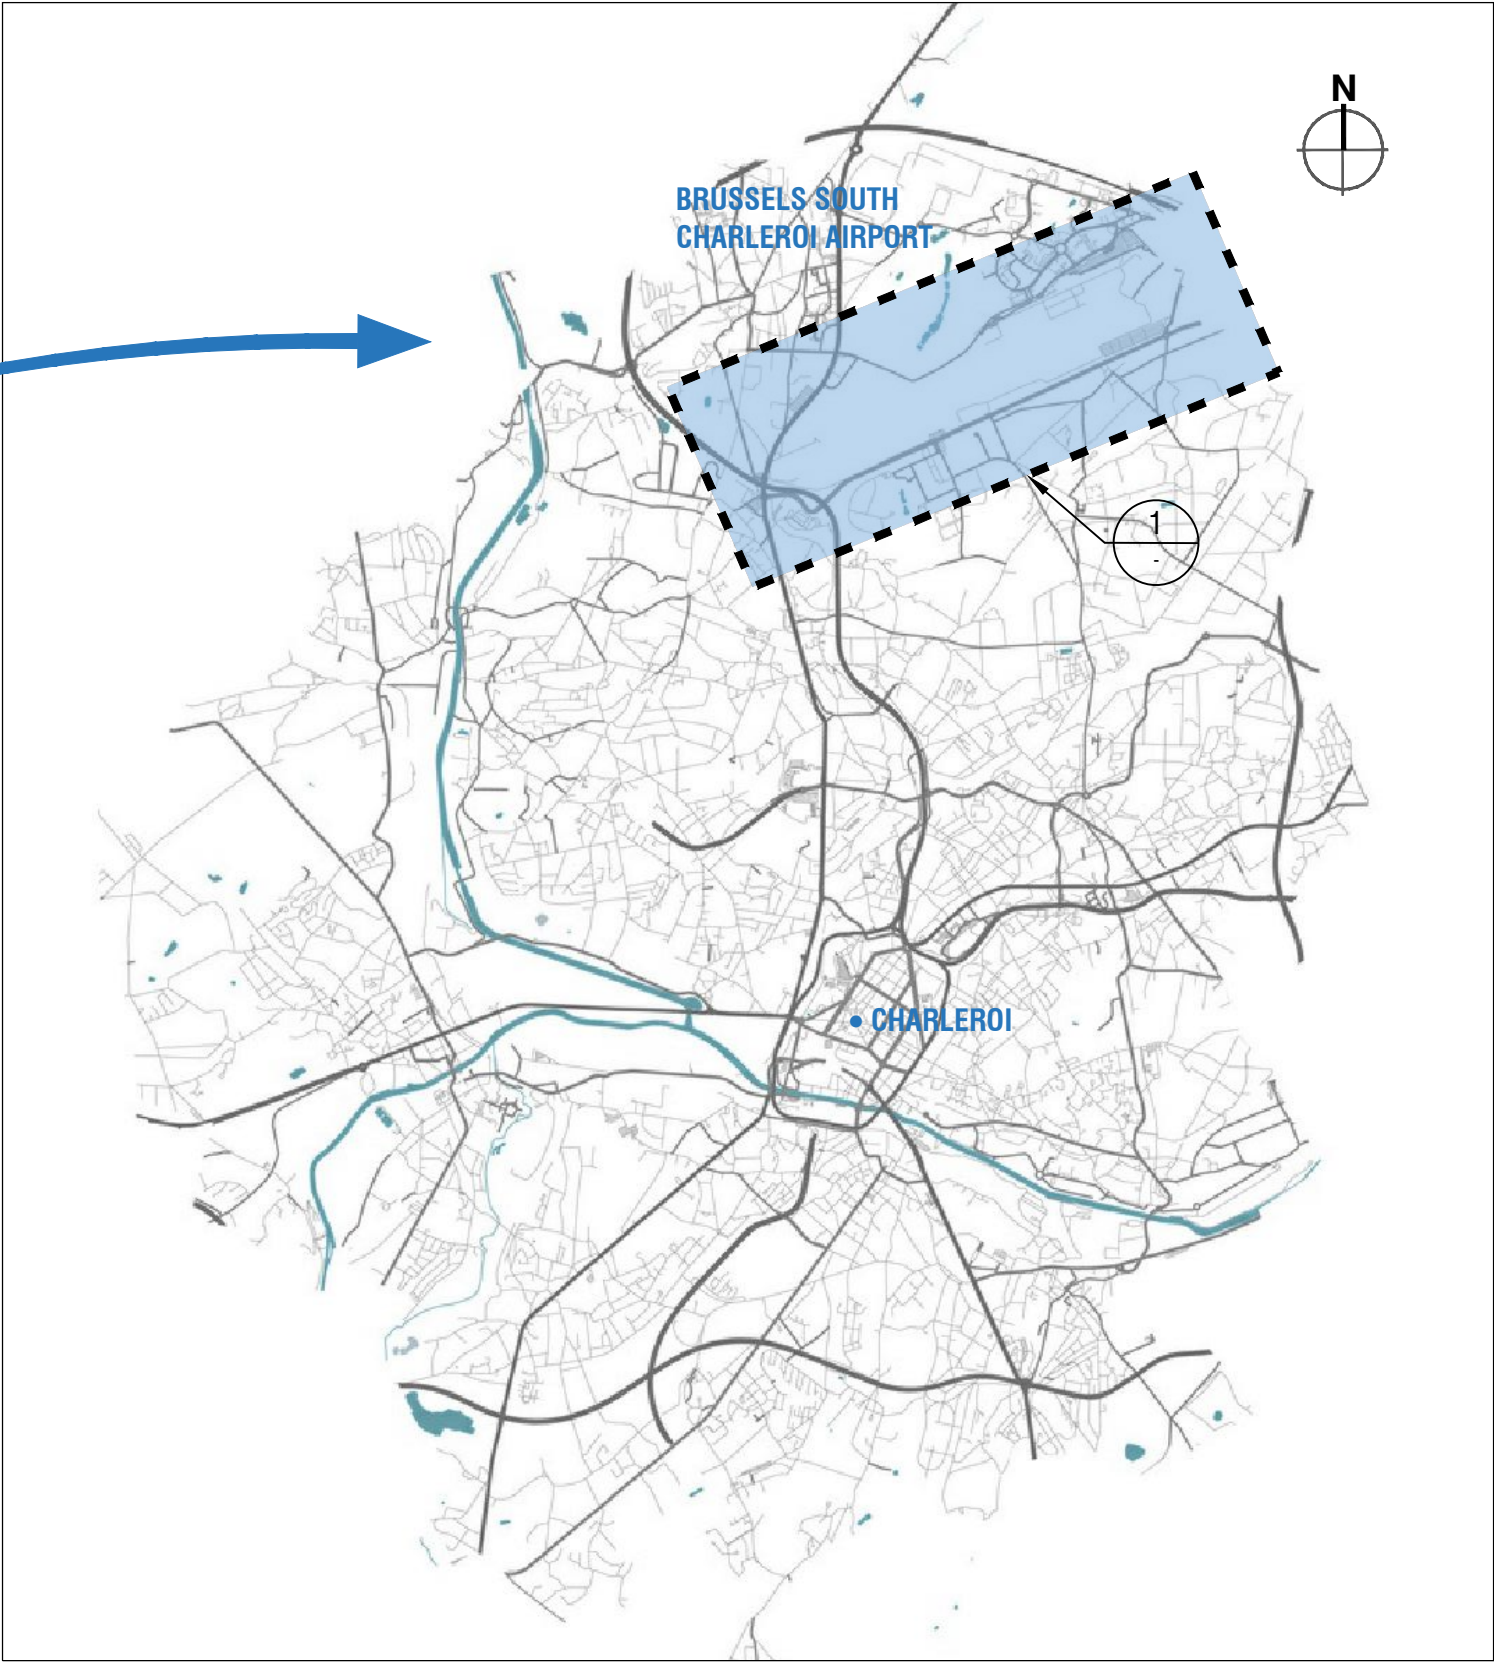 N
BRUSSELS SOUTH
CHARLEROI AIRPORT
1
-
CHARLEROI